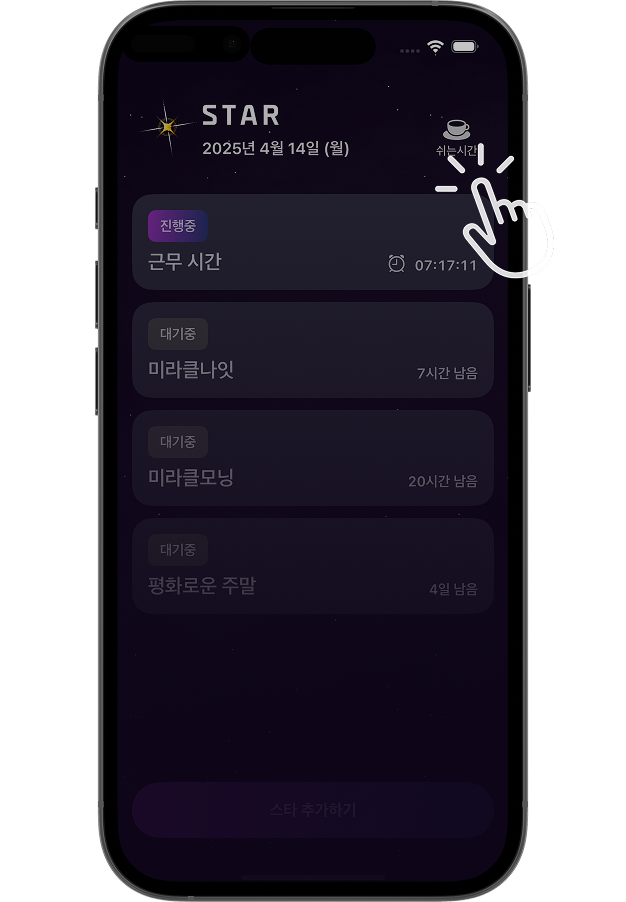 STAR
2025년 4월 14일 (월)
쉬는시간
진행중
근무 시간
07:17:11
대기중
미라클나잇
7시간 남음
대기중
미라클모닝
20시간 남음
대기중
평화로운 주말
4일 남음
스타 추가하기